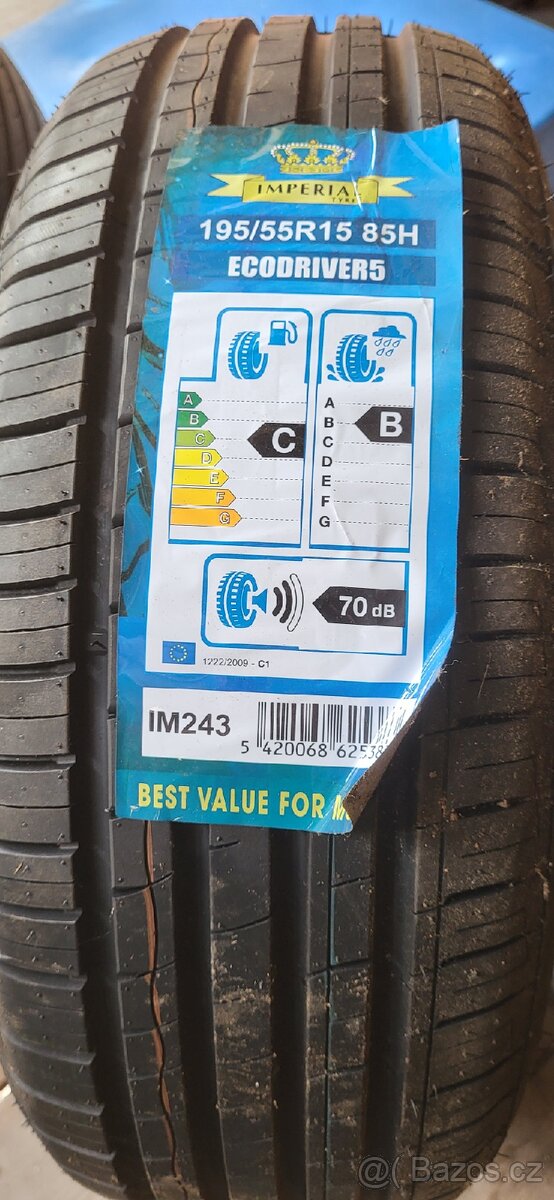 IMPERIAL
TYRES
195/55R15 85H
ECODRIVER5
A
B
C
D
E
F
G
C
A
B
C
D
E
F
G
B
70 dB
1222/2009 - C1
IM243
5 420068 62538
BEST VALUE FOR
Bazos.cz